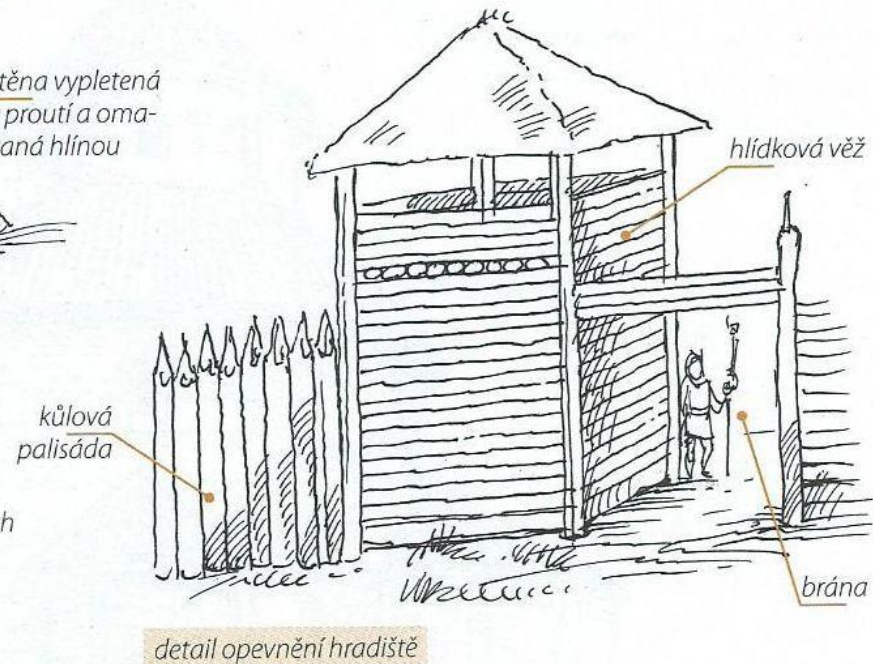 těna vypletená
proutí a oma-
aná hlínou
hlídková věž
kůlová
palisáda
h
brána
detail opevnění hradiště